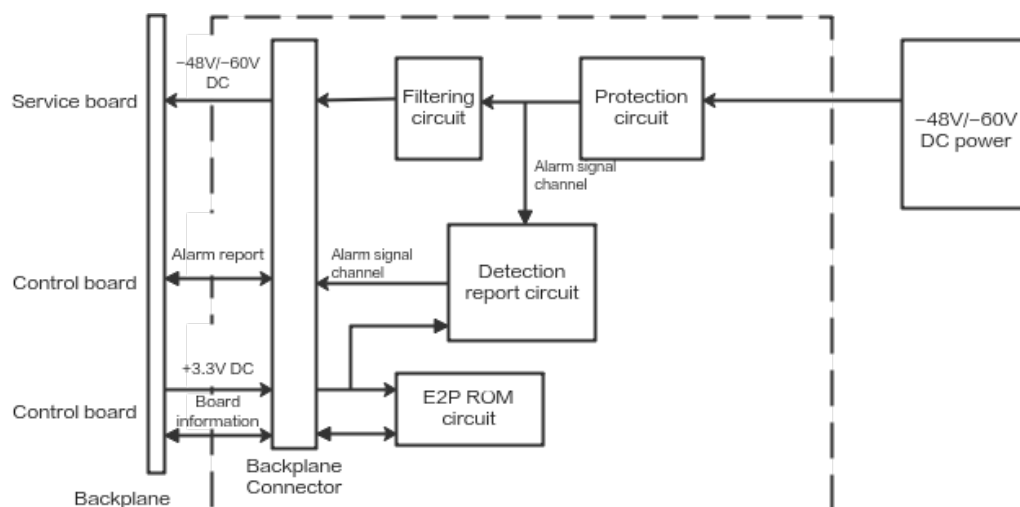 −48V/−60V
DC
Service board
Filtering
circuit
Protection
circuit
−48V/−60V
DC power
Alarm signal
channel
Alarm report
Alarm signal
channel
Control board
Detection
report circuit
+3.3V DC
Control board
Board
information
E2P ROM
circuit
Backplane
Connector
Backplane